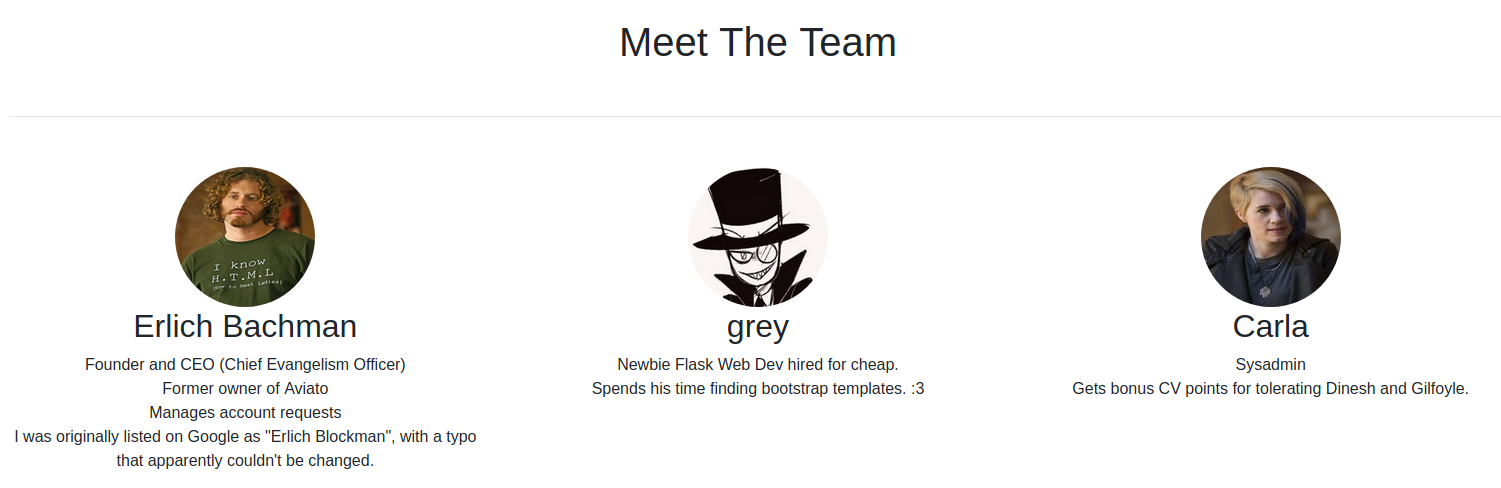 Meet The Team
I know
H.T.M.L
(How to meet Ladies)
Erlich Bachman
Founder and CEO (Chief Evangelism Officer)
Former owner of Aviato
Manages account requests
I was originally listed on Google as "Erlich Blockman", with a typo
that apparently couldn't be changed.
grey
Newbie Flask Web Dev hired for cheap.
Spends his time finding bootstrap templates. :3
Carla
Sysadmin
Gets bonus CV points for tolerating Dinesh and Gilfoyle.